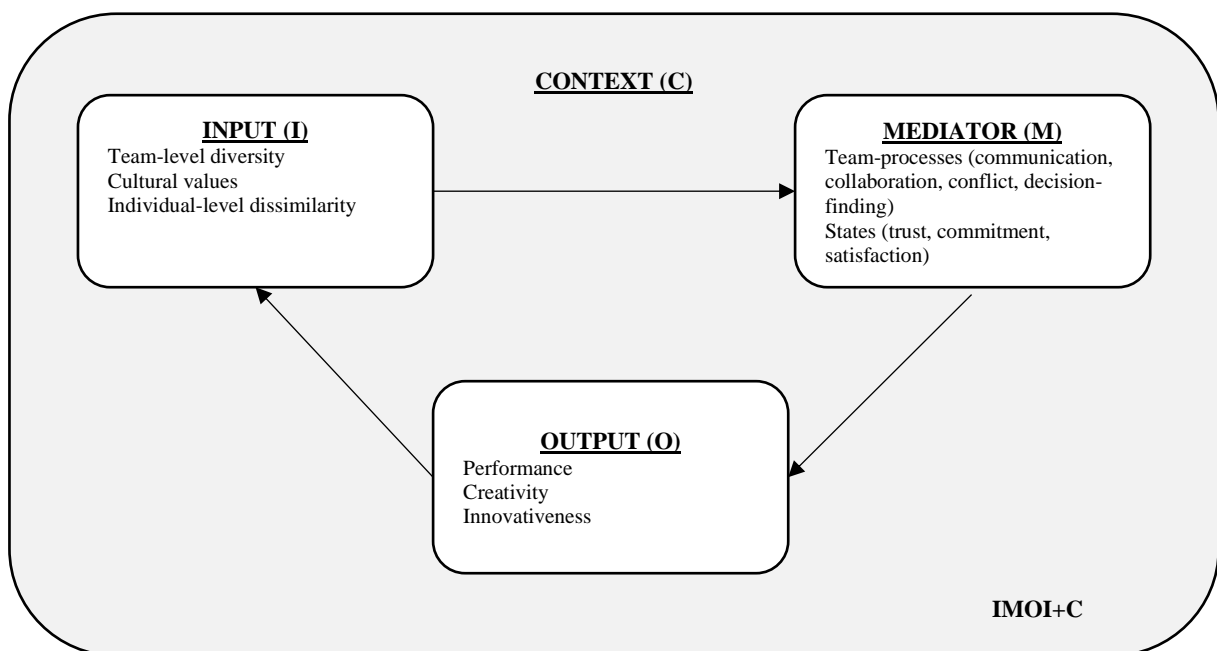 CONTEXT (C)
INPUT (I)
Team-level diversity
Cultural values
Individual-level dissimilarity
MEDIATOR (M)
Team-processes (communication,
collaboration, conflict, decision-
finding)
States (trust, commitment,
satisfaction)
OUTPUT (O)
Performance
Creativity
Innovativeness
IMOI+C